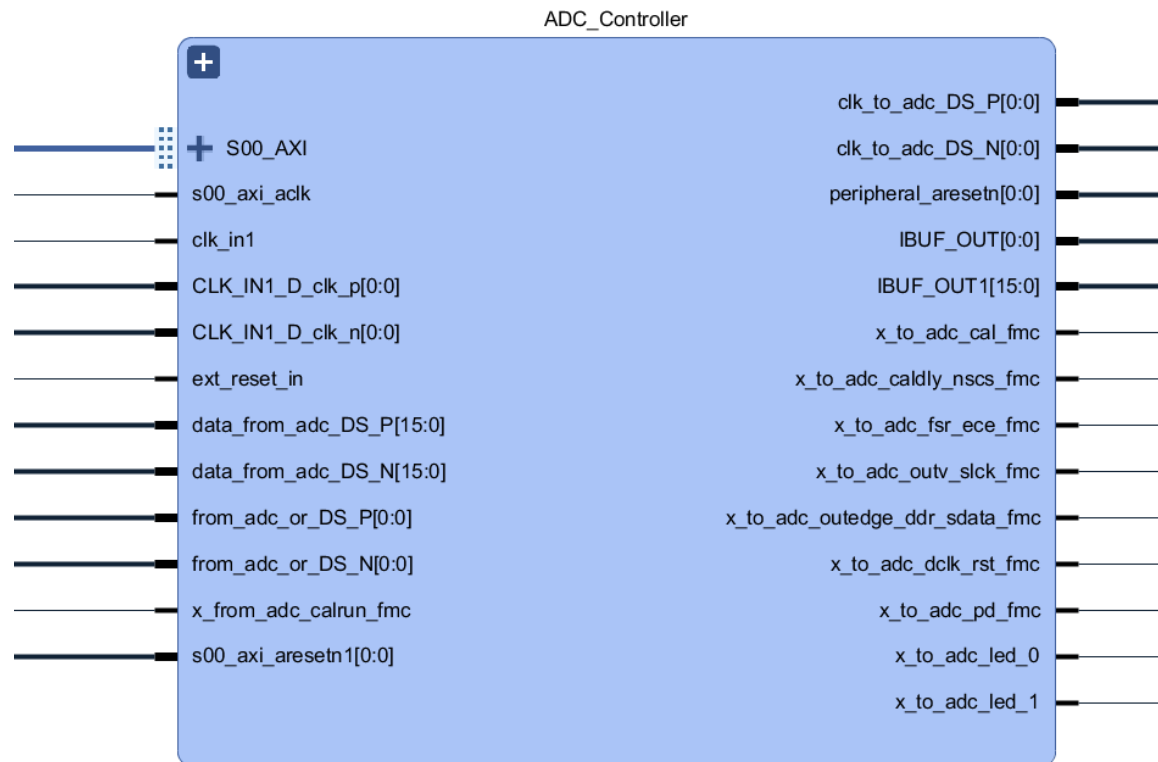 ADC_Controller
S00_AXI
s00_axi_aclk
clk_in1
CLK_IN1_D_clk_p[0:0]
CLK_IN1_D_clk_n[0:0]
ext_reset_in
data_from_adc_DS_P[15:0]
data_from_adc_DS_N[15:0]
from_adc_or_DS_P[0:0]
from_adc_or_DS_N[0:0]
x_from_adc_calrun_fmc
s00_axi_aresetn1[0:0]
clk_to_adc_DS_P[0:0]
clk_to_adc_DS_N[0:0]
peripheral_aresetn[0:0]
IBUF_OUT[0:0]
IBUF_OUT1[15:0]
x_to_adc_cal_fmc
x_to_adc_caldly_nscs_fmc
x_to_adc_fsr_ece_fmc
x_to_adc_outv_slck_fmc
x_to_adc_outedge_ddr_sdata_fmc
x_to_adc_dclk_rst_fmc
x_to_adc_pd_fmc
x_to_adc_led_0
x_to_adc_led_1